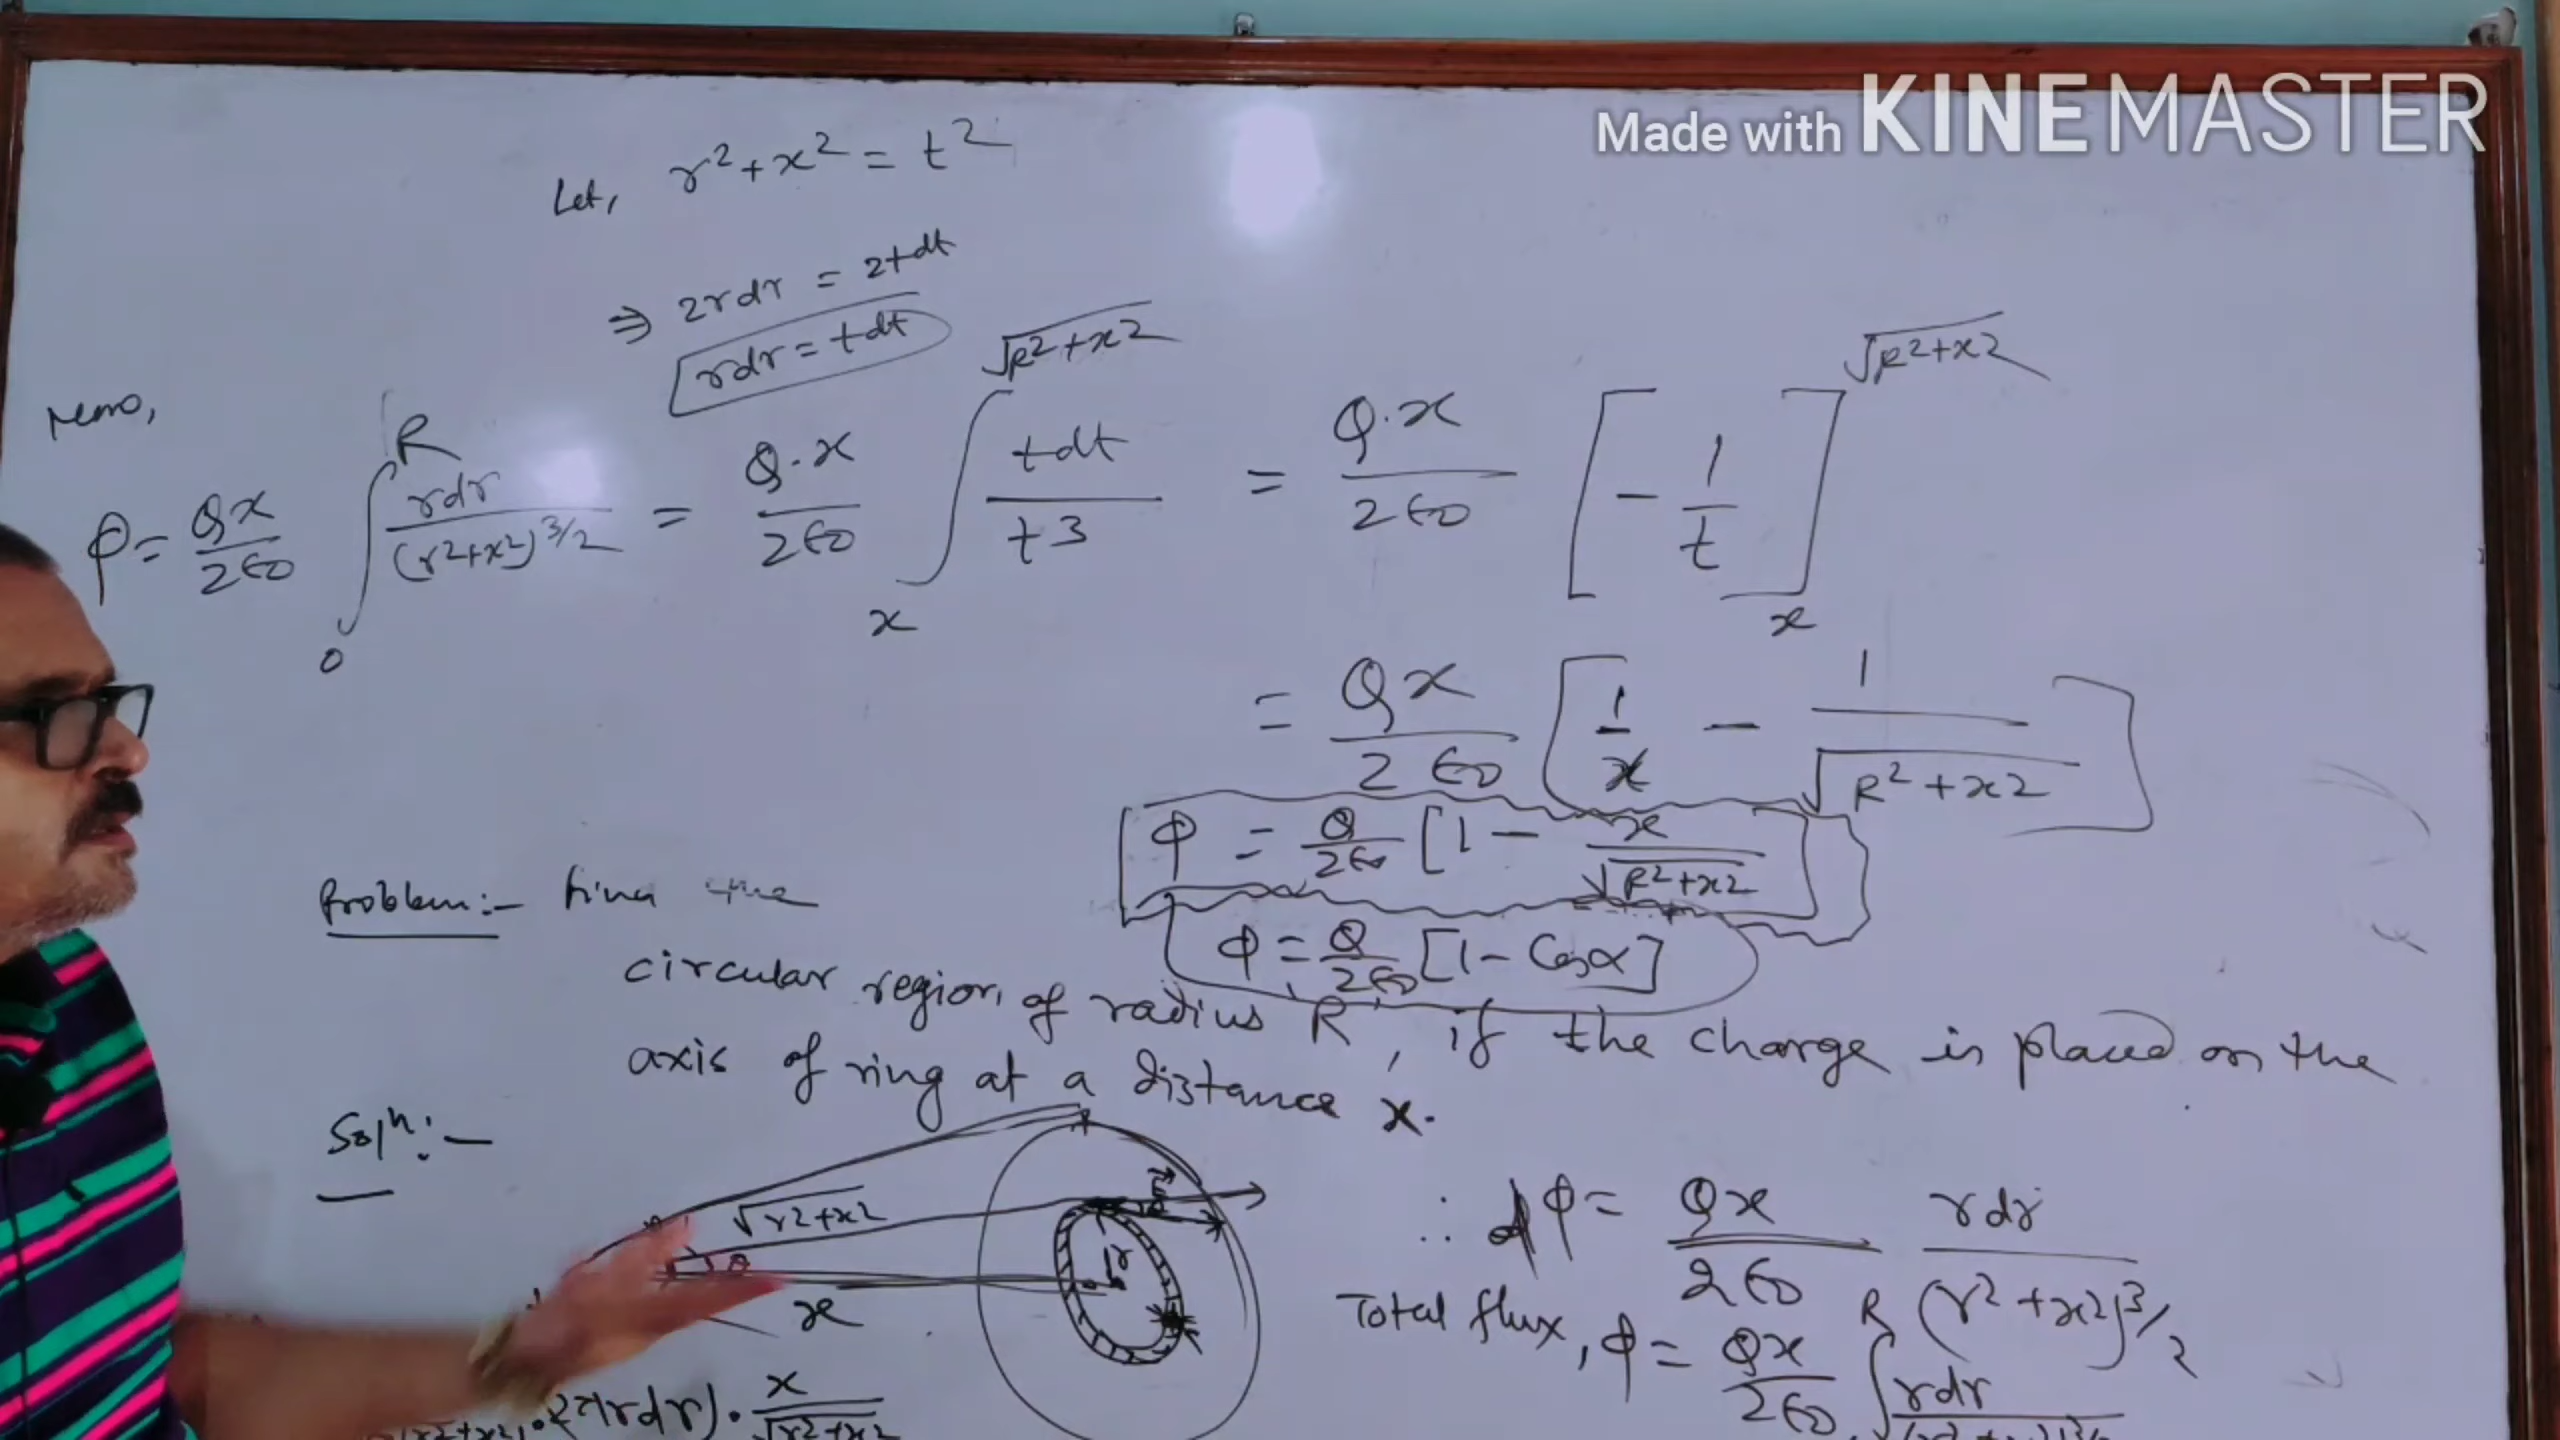 Made with KINEMASTER
Let, r²+x² = t²
⇒ 2rdr = 2tdt
rdr = tdt
φ = Qx/2ε₀ ∫₀^R rdr/(r²+x²)^3/2 = Q·x/2ε₀ ∫ₓ^√R²+x² tdt/t³ = Q·x/2ε₀ [-1/t]ₓ^√R²+x²
= Qx/2ε₀ [1/x - 1/√R²+x²]
φ = Q/2ε₀ [1 - x/√R²+x²]
Problem:- Find the
φ = Q/2ε₀ [1 - Cosα]
circular region of radius R, if the charge is placed on the
axis of ring at a distance x.
Solⁿ:-
√r²+x²
θ
r
x
∴ dφ = Qx/2ε₀ rdr/(r²+x²)^3/2
Total flux, φ = Qx/2ε₀ ∫^R rdr
(2πrdr) · x/√r²+x²